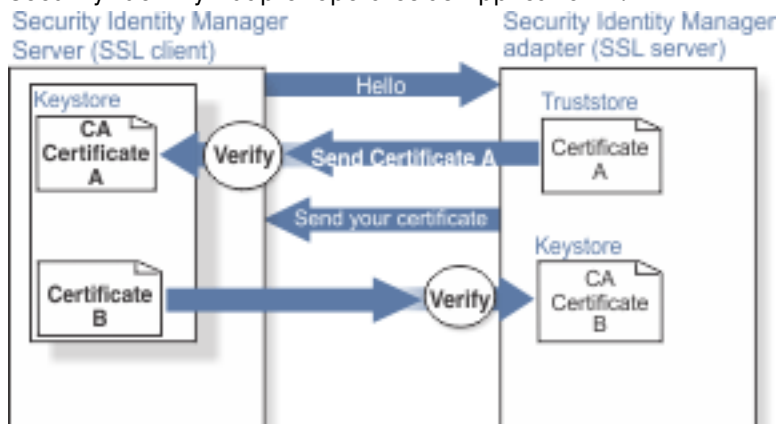 Security Identity Manager
Server (SSL client)
Security Identity Manager
adapter (SSL server)
Hello
Keystore
Truststore
CA
Certificate
A
Verify
Send Certificate A
Certificate
A
Send your certificate
Keystore
Certificate
B
Verify
CA
Certificate
B